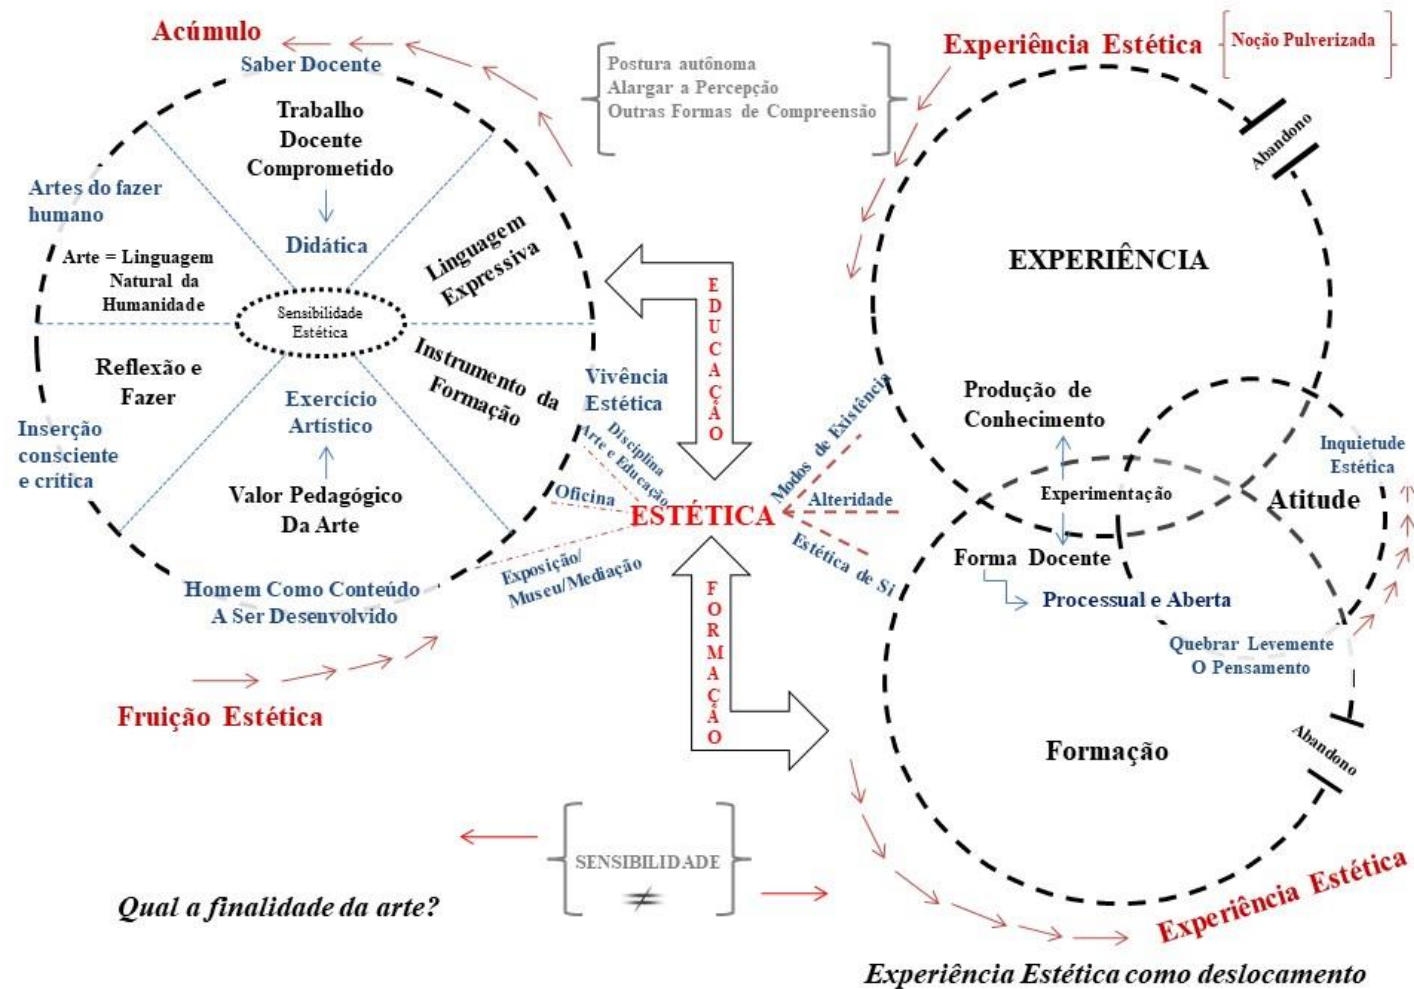 Acúmulo
Saber Docente
Trabalho
Docente
Comprometido
Didática
Artes do fazer
humano
Arte = Linguagem
Natural da
Humanidade
Linguagem
Expressiva
Sensibilidade
Estética
Reflexão e
Fazer
Instrumento da
Formação
Inserção
consciente
e crítica
Exercício
Artístico
Valor Pedagógico
Da Arte
Homem Como Conteúdo
A Ser Desenvolvido
Fruição Estética
Postura autônoma
Alargar a Percepção
Outras Formas de Compreensão
EDUCAÇÃO
Vivência
Estética
Disciplina
Arte e Educação
Oficina
Exposição/
Museu/Mediação
ESTÉTICA
Modos de Existência
Alteridade
Estética de Si
FORMAÇÃO
SENSIBILIDADE
≠
Qual a finalidade da arte?
Experiência Estética
Noção Pulverizada
Abandono
EXPERIÊNCIA
Produção de
Conhecimento
Experimentação
Inquietude
Estética
Atitude
Forma Docente
Processual e Aberta
Quebrar Levemente
O Pensamento
Formação
Abandono
Experiência Estética
Experiência Estética como deslocamento